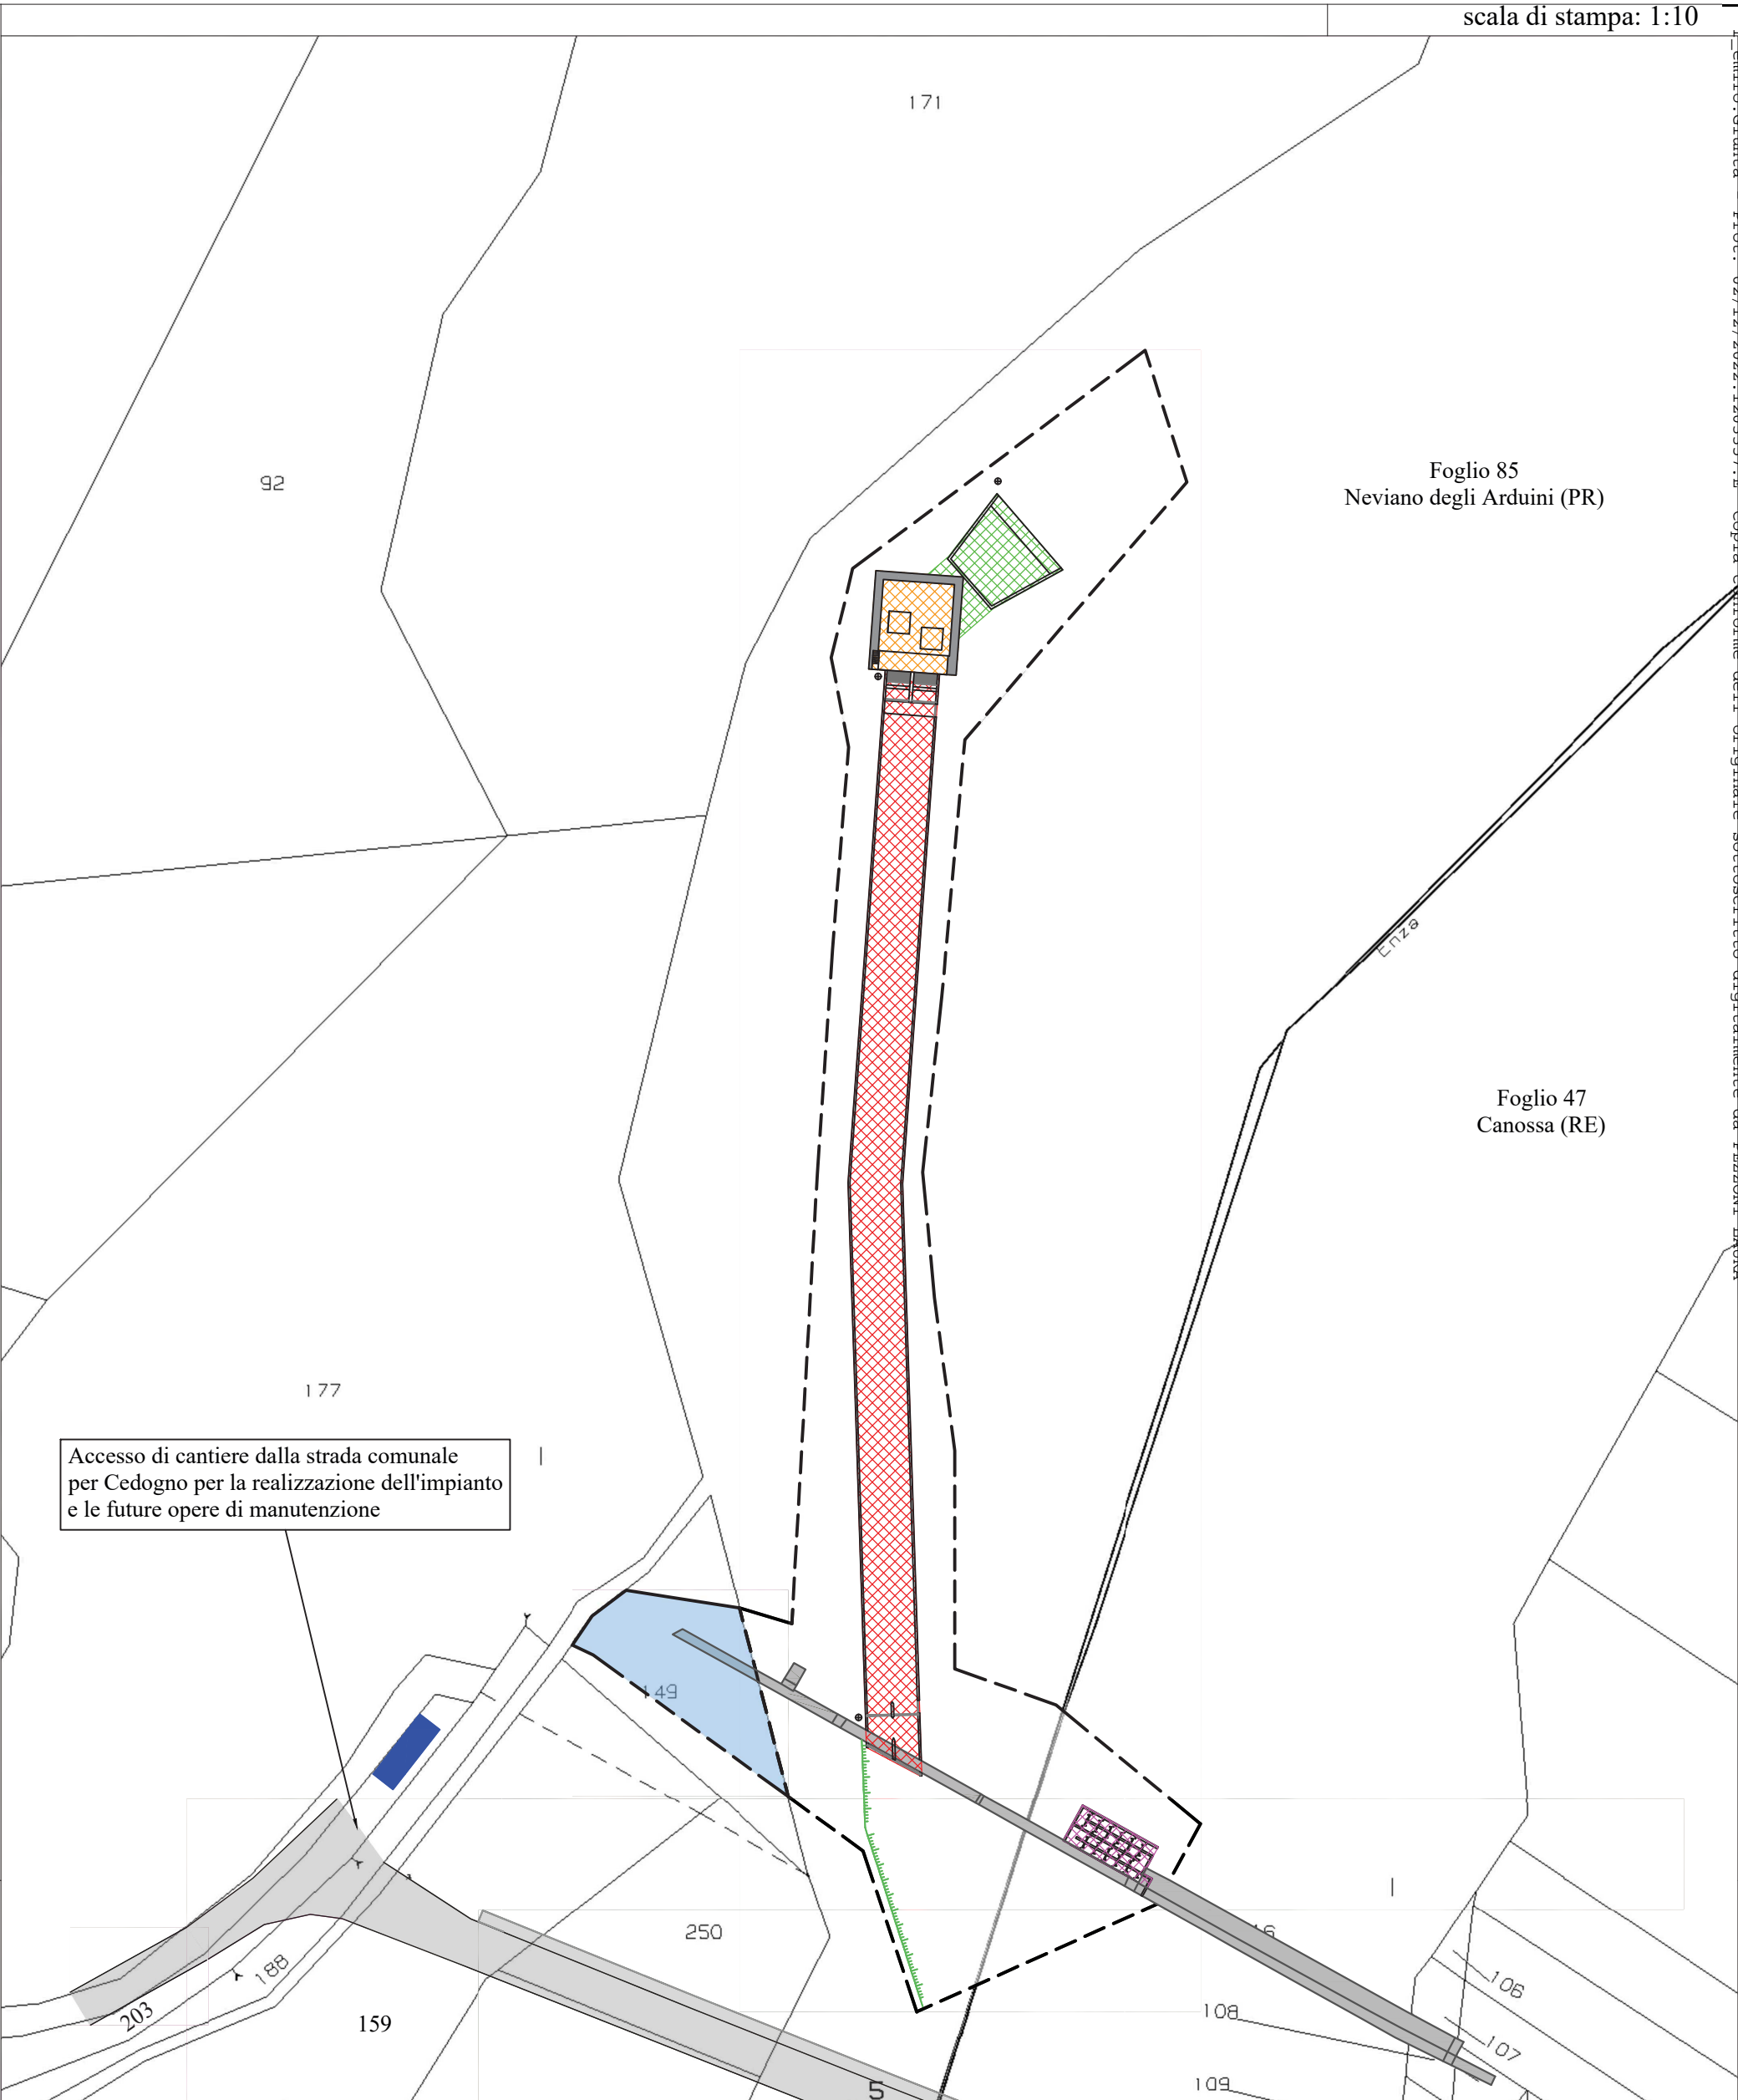 scala di stampa: 1:10
171
92
Foglio 85
Neviano degli Arduini (PR)
Enza
Foglio 47
Canossa (RE)
177
Accesso di cantiere dalla strada comunale
per Cedogno per la realizzazione dell'impianto
e le future opere di manutenzione
149
250
16
188
203
159
106
108
107
109
5